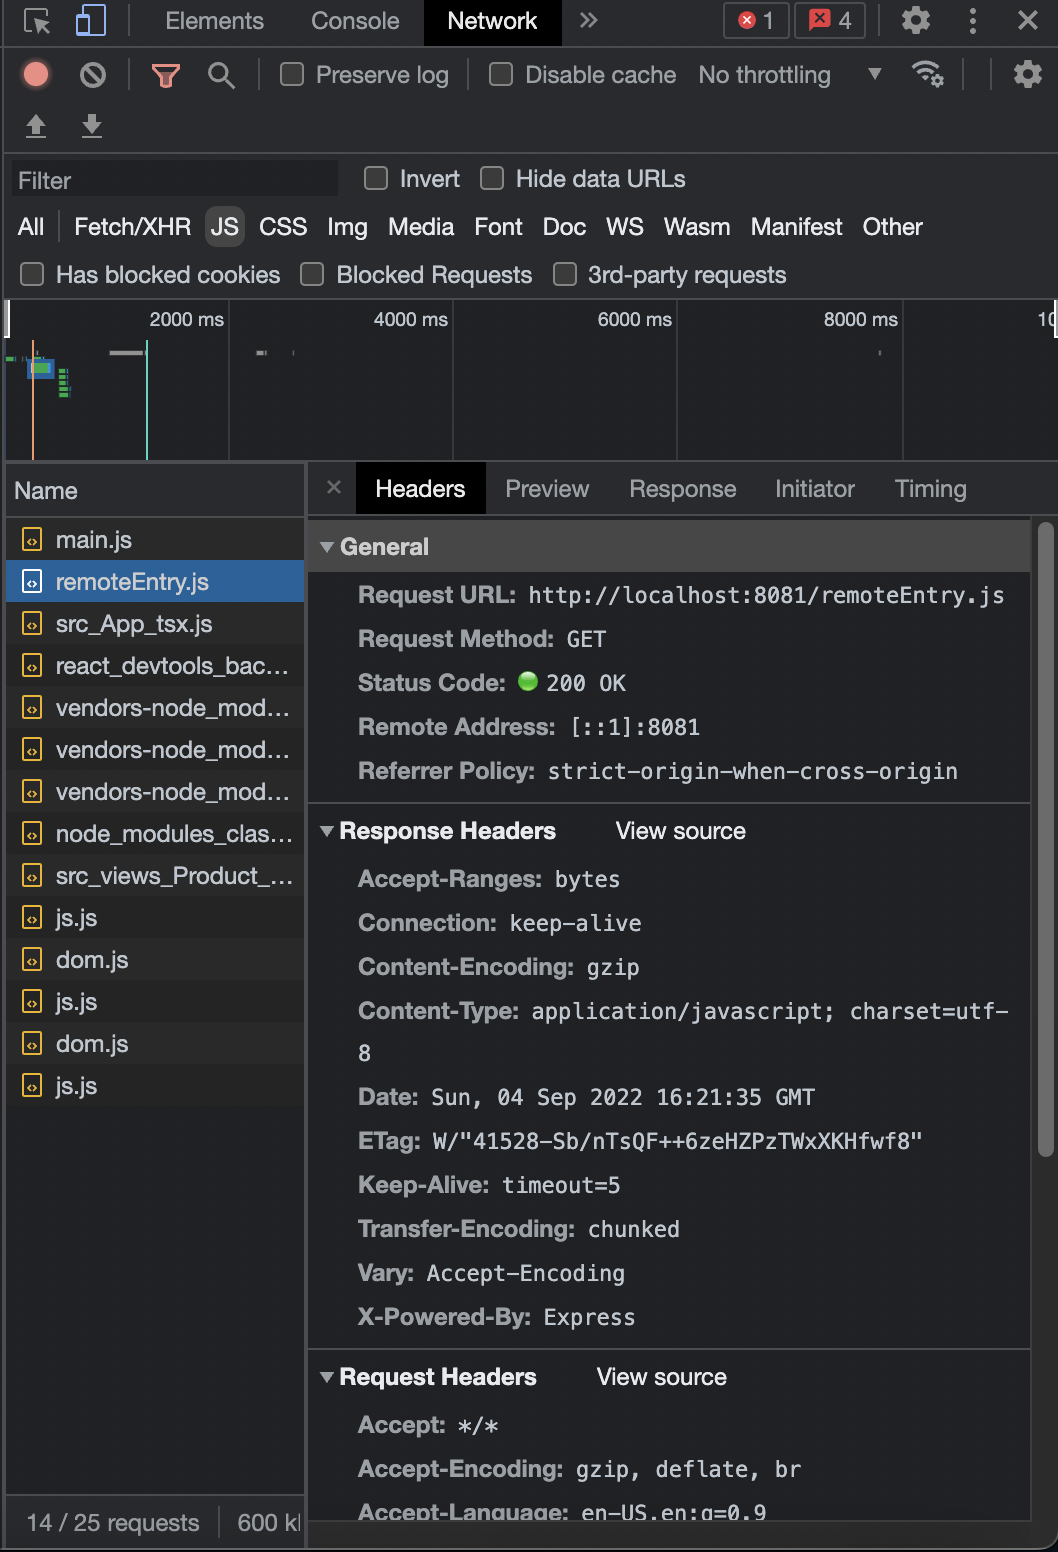 Elements Console Network 1 4
Preserve log Disable cache No throttling
Filter Invert Hide data URLs
All Fetch/XHR JS CSS Img Media Font Doc WS Wasm Manifest Other
Has blocked cookies Blocked Requests 3rd-party requests
2000 ms 4000 ms 6000 ms 8000 ms
Name
main.js
remoteEntry.js
src_App_tsx.js
react_devtools_bac...
vendors-node_mod...
vendors-node_mod...
vendors-node_mod...
node_modules_clas...
src_views_Product_...
js.js
dom.js
js.js
dom.js
js.js
14 / 25 requests 600 k
Headers Preview Response Initiator Timing
General
Request URL: http://localhost:8081/remoteEntry.js
Request Method: GET
Status Code: 200 OK
Remote Address: [::1]:8081
Referrer Policy: strict-origin-when-cross-origin
Response Headers View source
Accept-Ranges: bytes
Connection: keep-alive
Content-Encoding: gzip
Content-Type: application/javascript; charset=utf-
8
Date: Sun, 04 Sep 2022 16:21:35 GMT
ETag: W/"41528-Sb/nTsQF++6zeHZPzTWxXKHfwf8"
Keep-Alive: timeout=5
Transfer-Encoding: chunked
Vary: Accept-Encoding
X-Powered-By: Express
Request Headers View source
Accept: */*
Accept-Encoding: gzip, deflate, br
Accept-Language: en-US,en;q=0.9